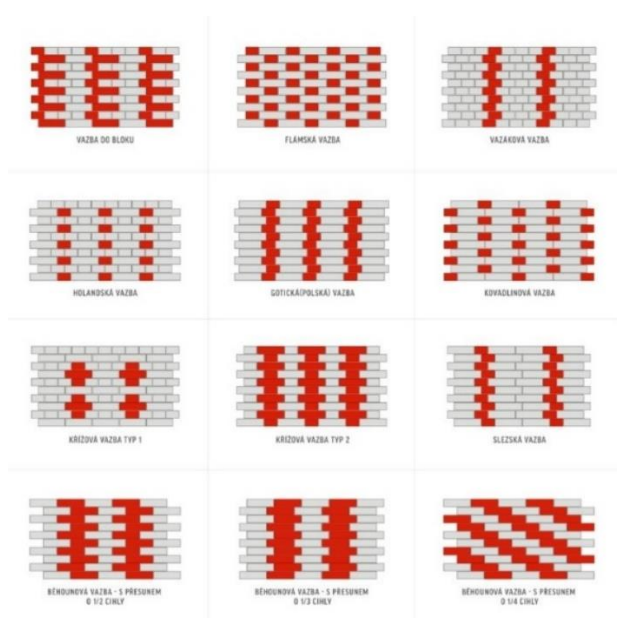 VAZBA DO BLOKU
FLÁMSKÁ VAZBA
VAZÁKOVÁ VAZBA
HOLANDSKÁ VAZBA
GOTICKÁ(POLSKÁ) VAZBA
KOVADLINOVÁ VAZBA
KŘÍŽOVÁ VAZBA TYP 1
KŘÍŽOVÁ VAZBA TYP 2
SLEZSKÁ VAZBA
BĚHOUNOVÁ VAZBA - S PŘESUNEM
O 1/2 CIHLY
BĚHOUNOVÁ VAZBA - S PŘESUNEM
O 1/3 CIHLY
BĚHOUNOVÁ VAZBA - S PŘESUNEM
O 1/4 CIHLY